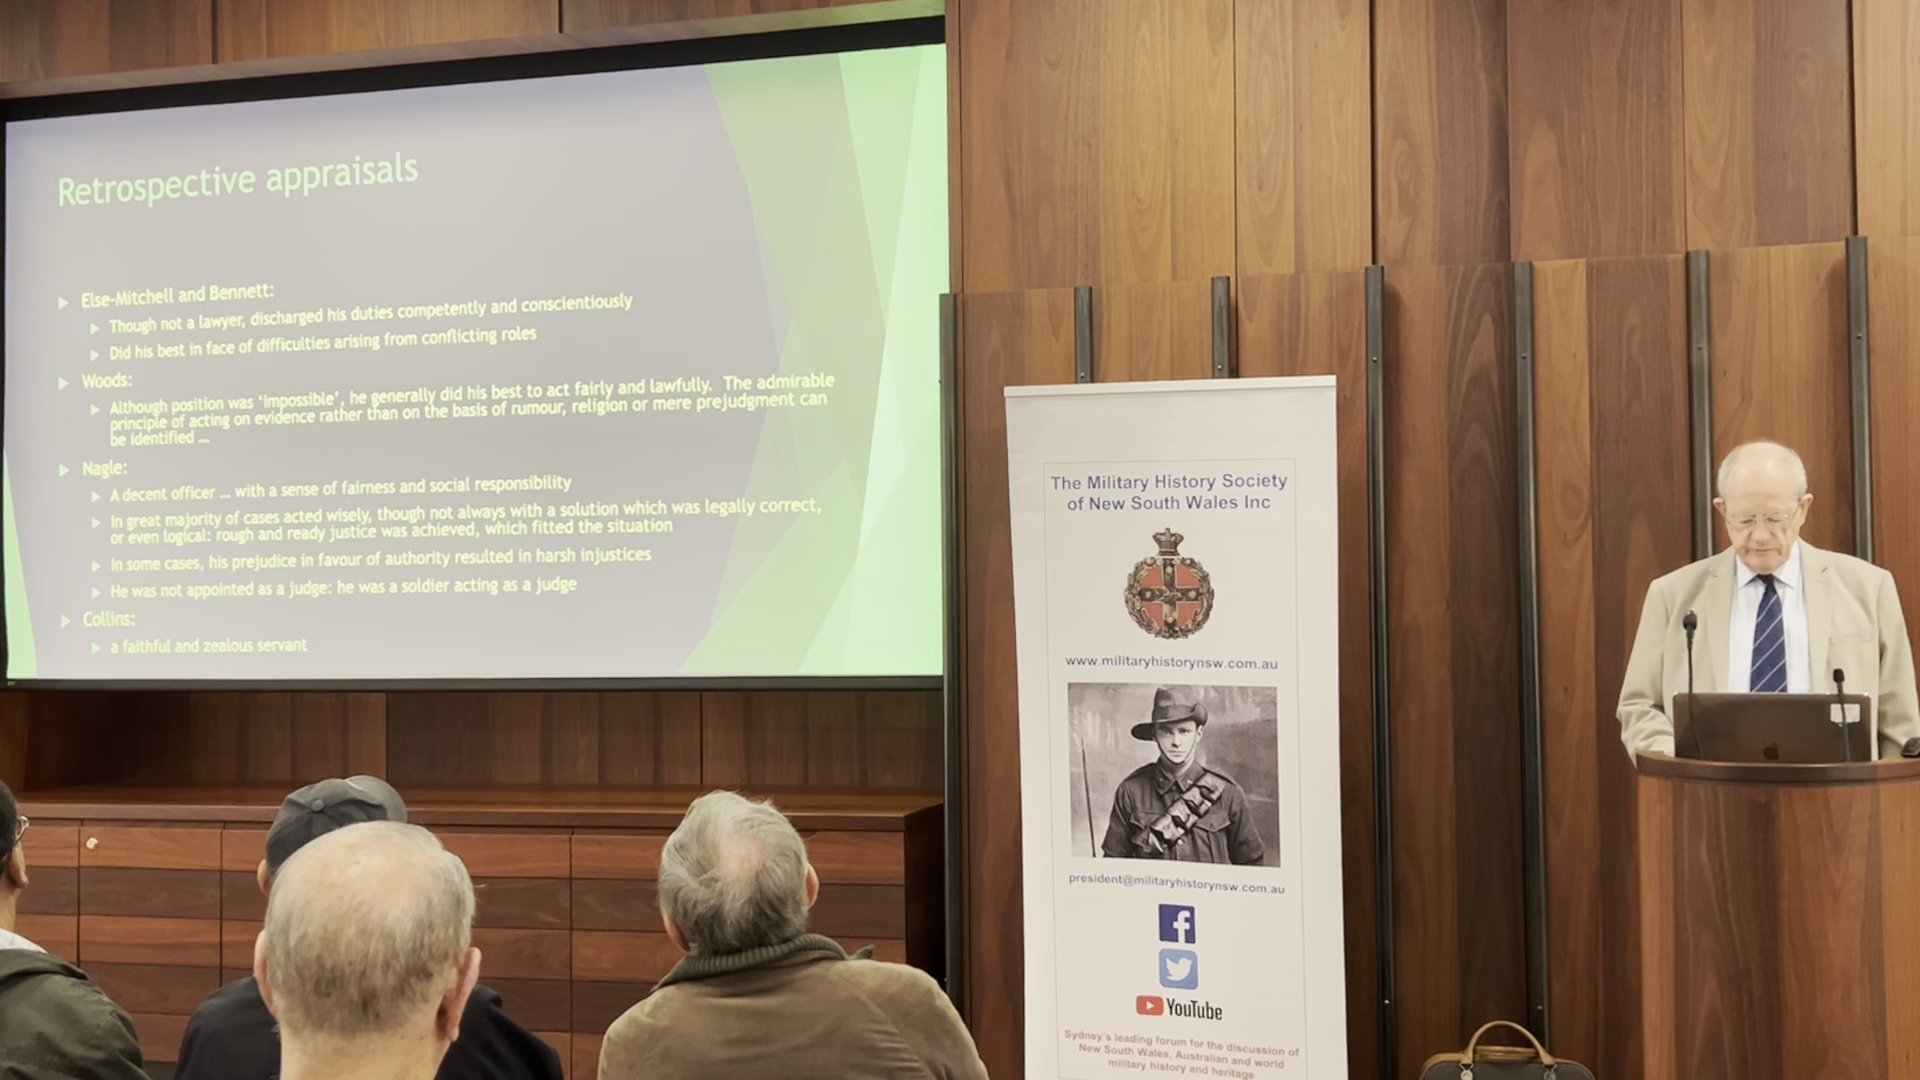 Retrospective appraisals
Else-Mitchell and Bennett:
Though not a lawyer, discharged his duties competently and conscientiously
Did his best in face of difficulties arising from conflicting roles
Woods:
Although position was 'impossible', he generally did his best to act fairly and lawfully. The admirable
principle of acting on evidence rather than on the basis of rumour, religion or mere prejudgment can
be identified ...
Nagle:
A decent officer ... with a sense of fairness and social responsibility
In great majority of cases acted wisely, though not always with a solution which was legally correct,
or even logical: rough and ready justice was achieved, which fitted the situation
In some cases, his prejudice in favour of authority resulted in harsh injustices
He was not appointed as a judge: he was a soldier acting as a judge
Collins:
a faithful and zealous servant
The Military History Society
of New South Wales Inc
www.militaryhistorynsw.com.au
president@militaryhistorynsw.com.au
YouTube
Sydney's leading forum for the discussion of
New South Wales, Australian and world
military history and heritage